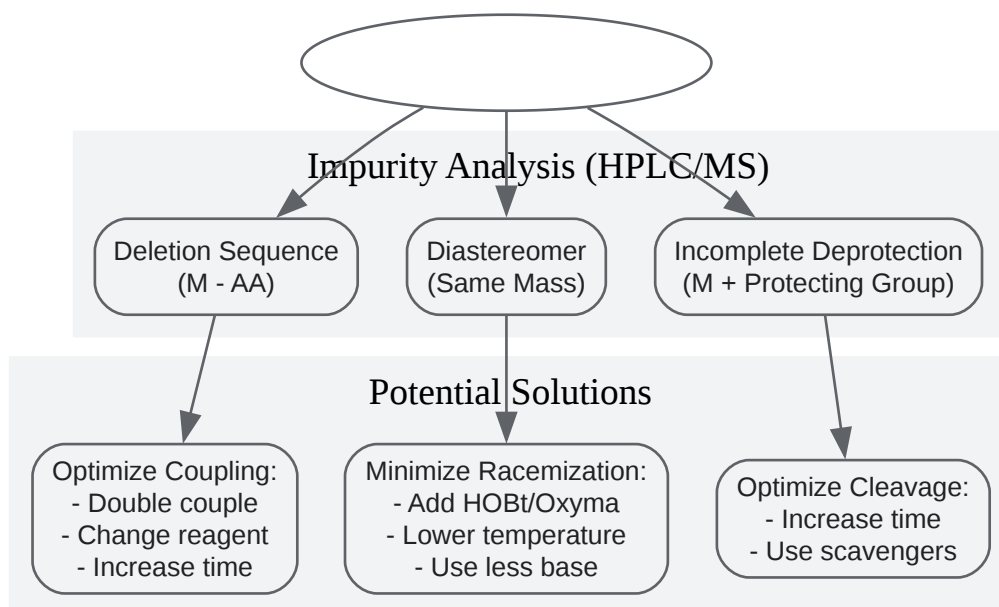 Impurity Analysis (HPLC/MS)
Deletion Sequence
(M - AA)
Diastereomer
(Same Mass)
Incomplete Deprotection
(M + Protecting Group)
Potential Solutions
Optimize Coupling:
- Double couple
- Change reagent
- Increase time
Minimize Racemization:
- Add HOBt/Oxyma
- Lower temperature
- Use less base
Optimize Cleavage:
- Increase time
- Use scavengers